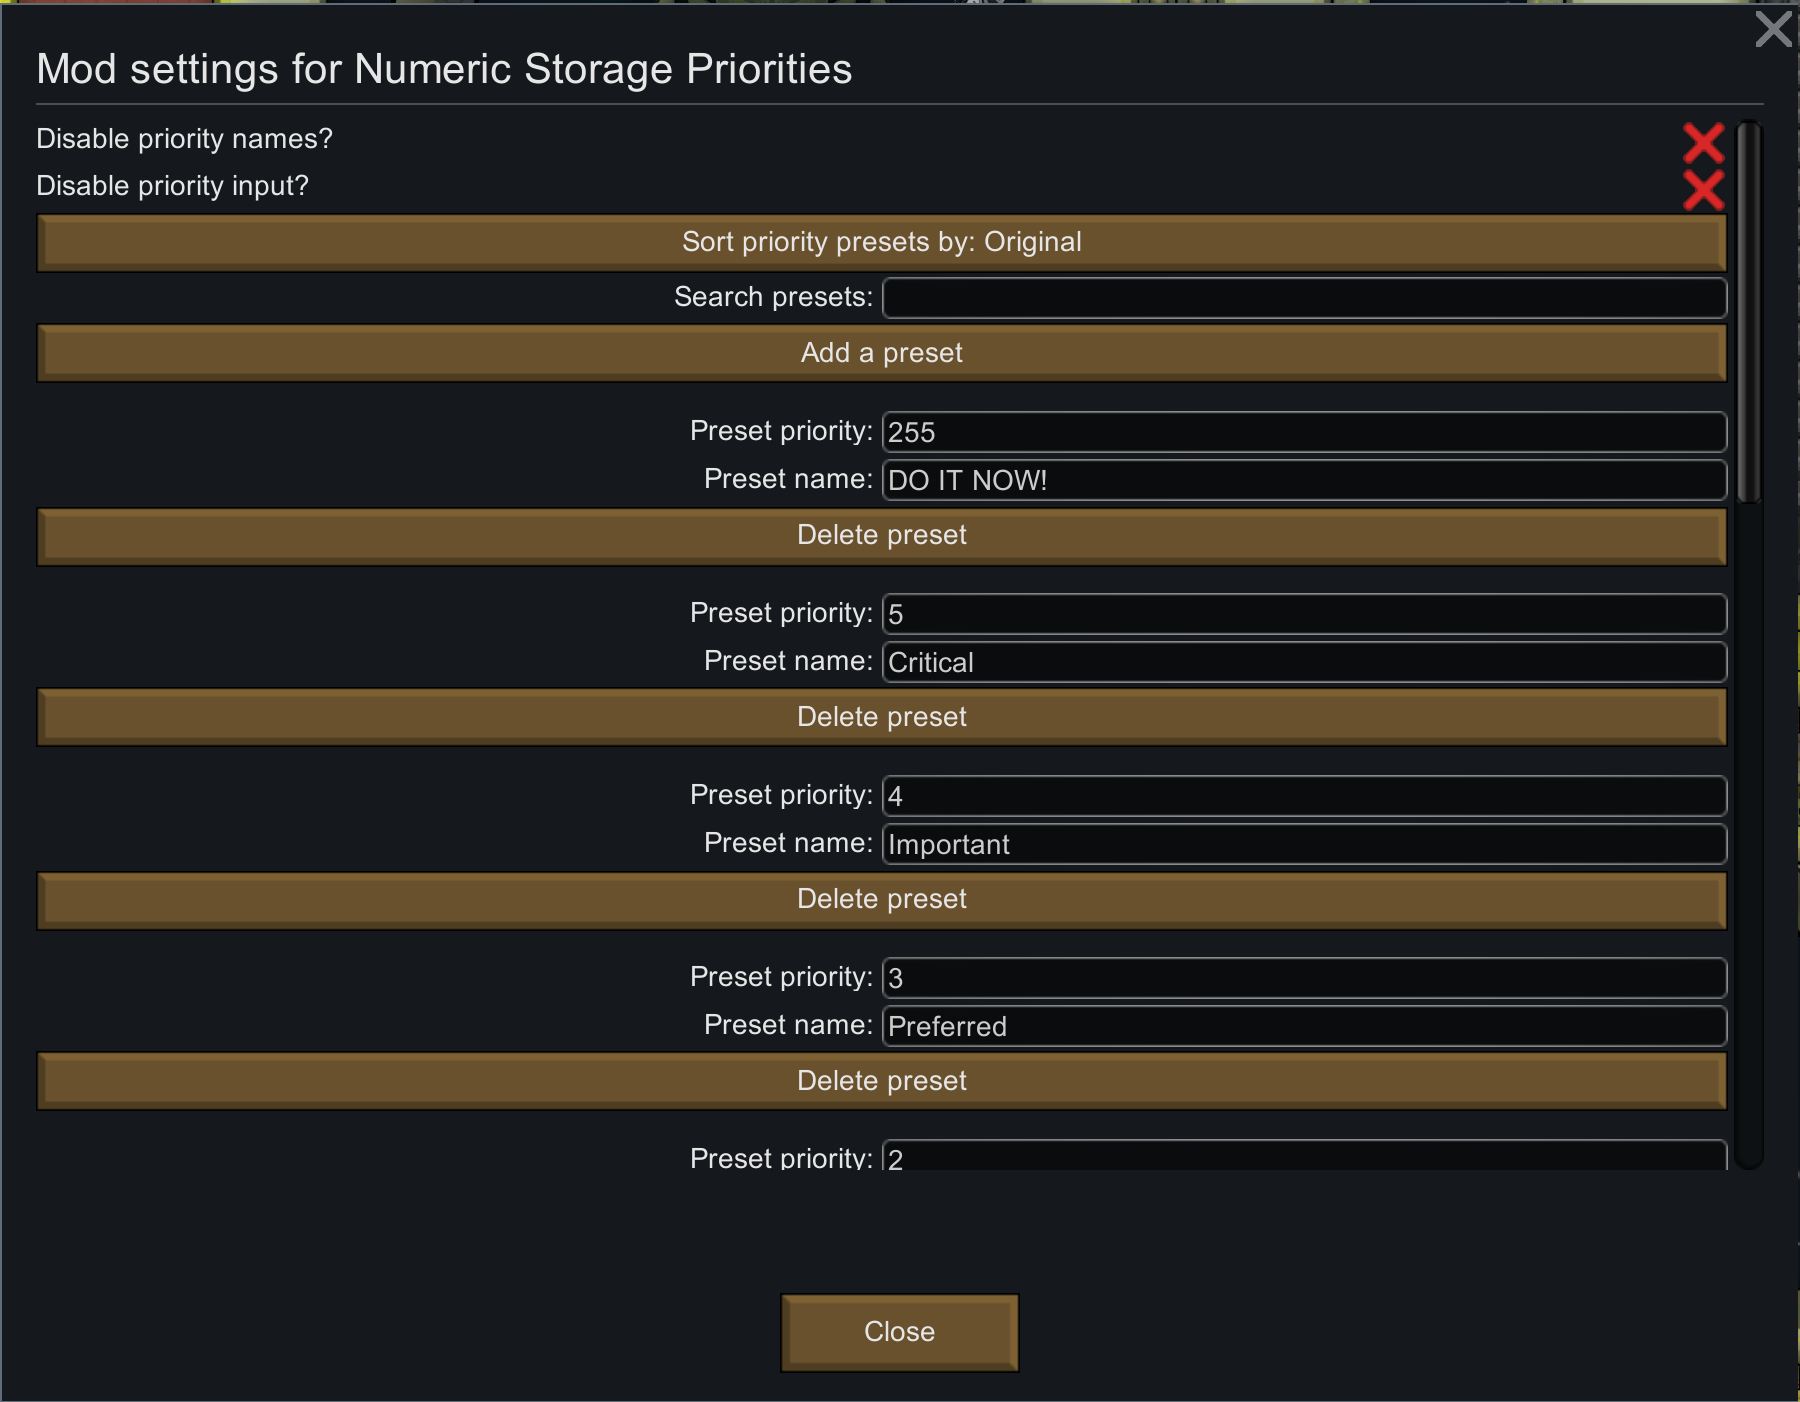 Mod settings for Numeric Storage Priorities
Disable priority names?
Disable priority input?
Sort priority presets by: Original
Search presets:
Add a preset
Preset priority: 255
Preset name: DO IT NOW!
Delete preset
Preset priority: 5
Preset name: Critical
Delete preset
Preset priority: 4
Preset name: Important
Delete preset
Preset priority: 3
Preset name: Preferred
Delete preset
Preset priority: 2
Close